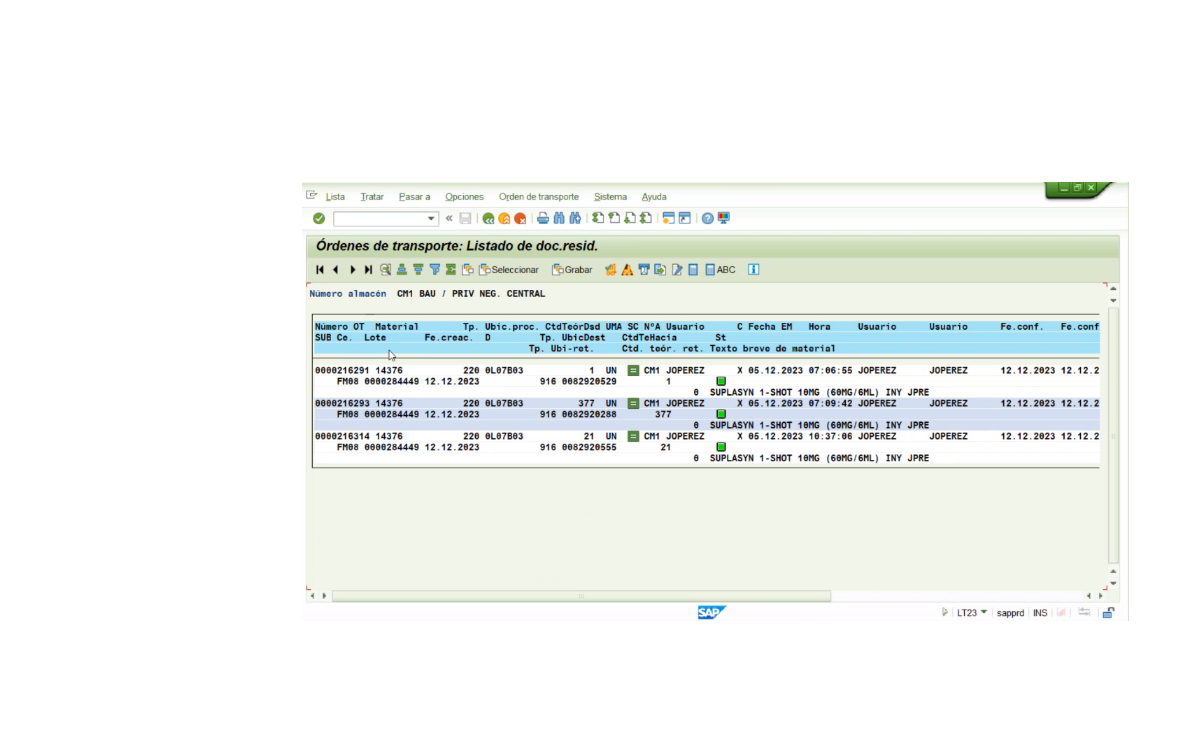 Lista Tratar Pasar a Opciones Orden de transporte Sistema Ayuda
Órdenes de transporte: Listado de doc.resid.
Seleccionar Grabar ABC
Número almacén CM1 BAU / PRIV NEG. CENTRAL
Número OT Material Tp. Ubic.proc. CtdTeórDsd UMA SC NºA Usuario C Fecha EM Hora Usuario Usuario Fe.conf. Fe.conf
SUB Ce. Lote Fe.creac. D Tp. UbicDest CtdTeHacia St
Tp. Ubi-rot. Ctd. teór. rot. Texto breve de material
0000216291 14376 220 0L07B03 1 UN CM1 JOPEREZ X 05.12.2023 07:06:55 JOPEREZ JOPEREZ 12.12.2023 12.12.2
FM08 0000284449 12.12.2023 916 0082920529 1
0 SUPLASYN 1-SHOT 10MG (60MG/6ML) INY JPRE
0000216293 14376 220 0L07B03 377 UN CM1 JOPEREZ X 05.12.2023 07:09:42 JOPEREZ JOPEREZ 12.12.2023 12.12.2
FM08 0000284449 12.12.2023 916 0082920288 377
0 SUPLASYN 1-SHOT 10MG (60MG/6ML) INY JPRE
0000216314 14376 220 0L07B03 21 UN CM1 JOPEREZ X 05.12.2023 10:37:06 JOPEREZ JOPEREZ 12.12.2023 12.12.2
FM08 0000284449 12.12.2023 916 0082920555 21
0 SUPLASYN 1-SHOT 10MG (60MG/6ML) INY JPRE
SAP LT23 sapprd INS